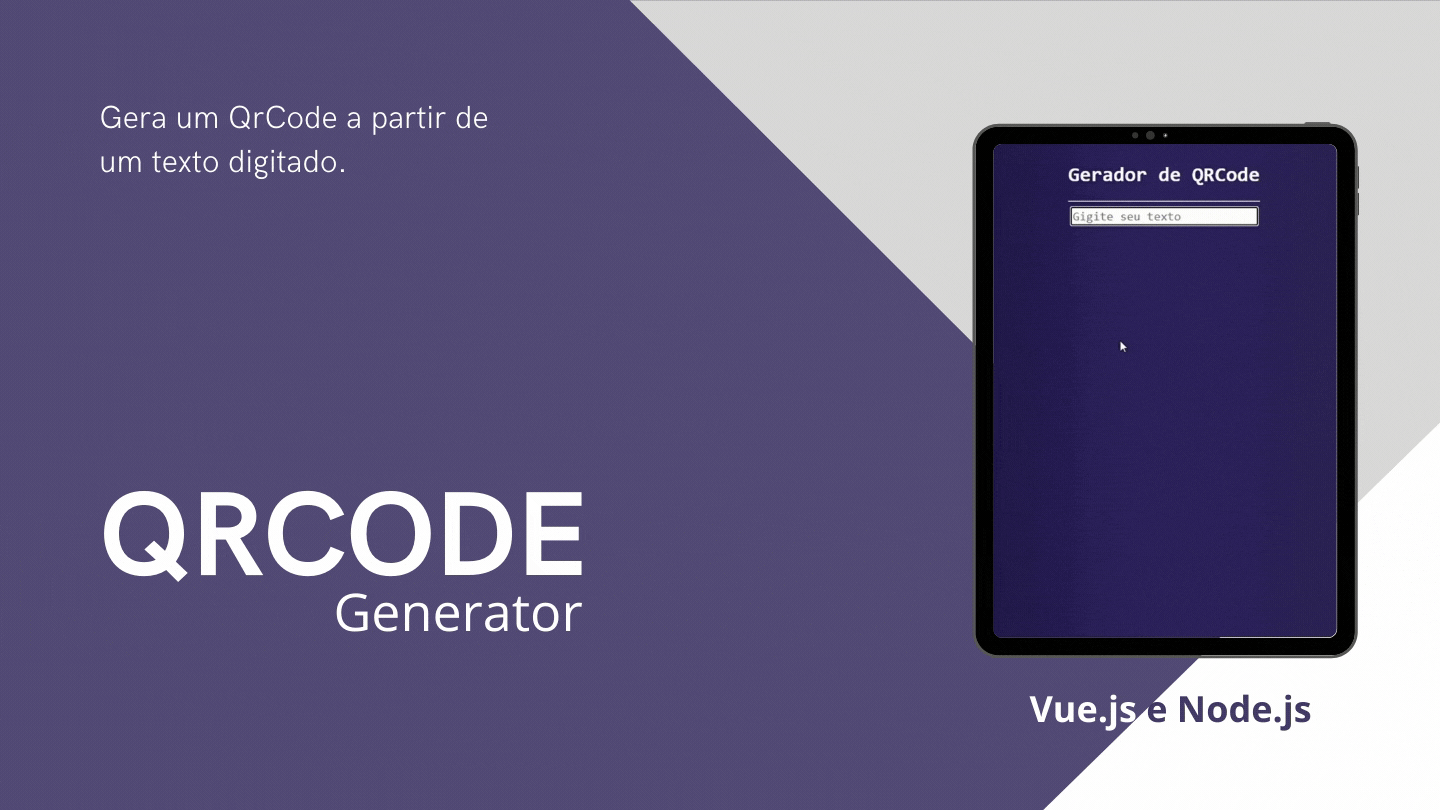 Gera um QrCode a partir de
um texto digitado.
QRCODE
Generator
Gerador de QRCode
Gigite seu texto
Vue.js e Node.js